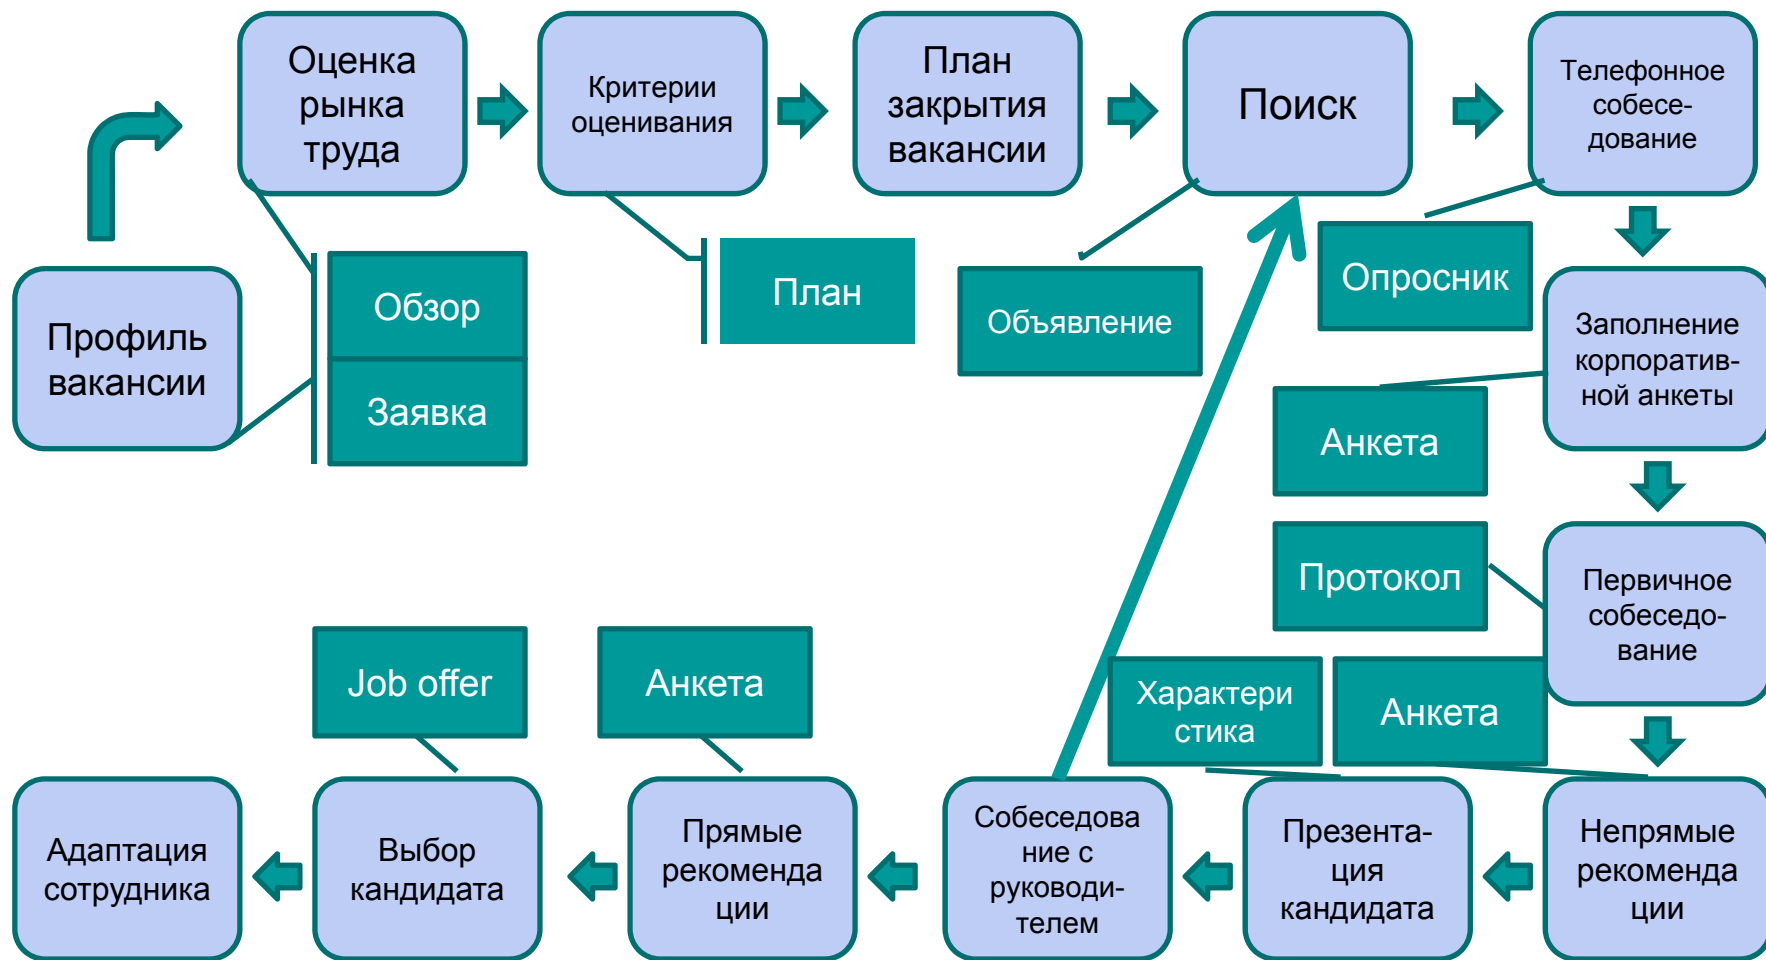 Оценка
рынка
труда
Критерии
оценивания
План
закрытия
вакансии
Поиск
Телефонное
собесе-
дование
Профиль
вакансии
Обзор
Заявка
План
Объявление
Опросник
Заполнение
корпоратив-
ной анкеты
Анкета
Протокол
Первичное
собеседо-
вание
Job offer
Анкета
Характери
стика
Анкета
Адаптация
сотрудника
Выбор
кандидата
Прямые
рекоменда
ции
Собеседова
ние с
руководи-
телем
Презента-
ция
кандидата
Непрямые
рекоменда
ции